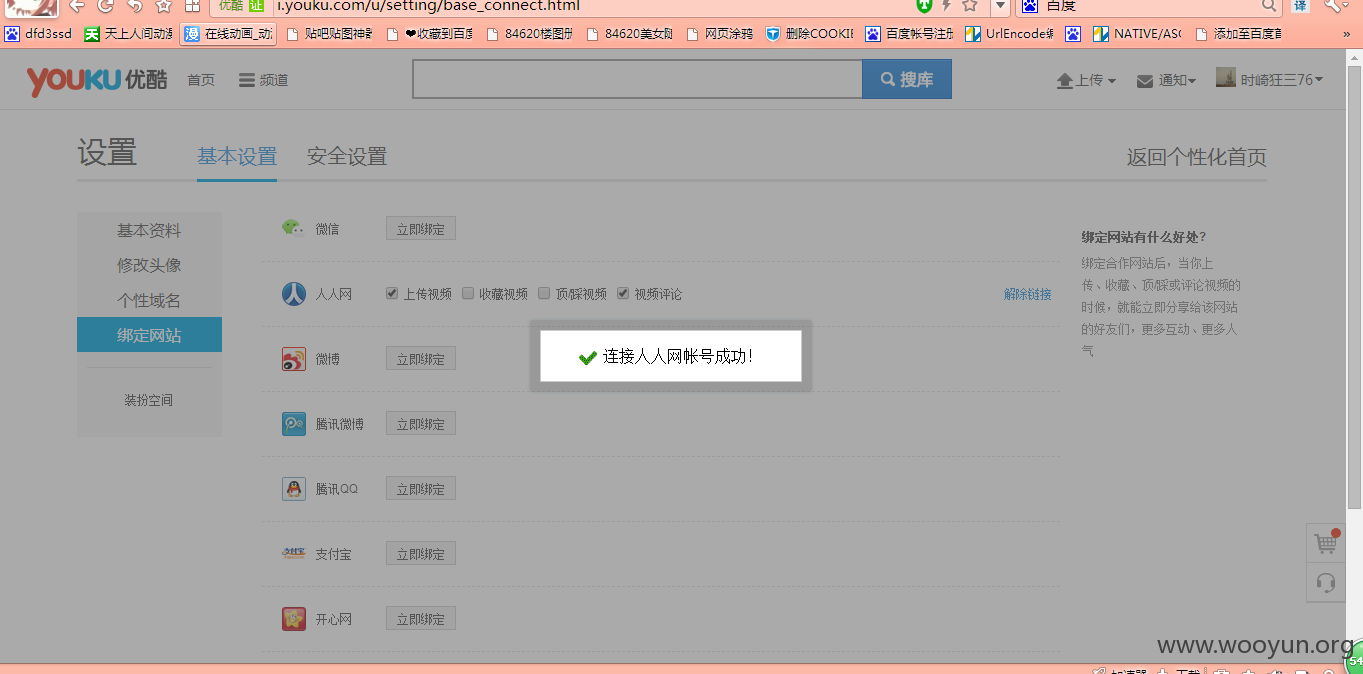 优酷 证 i.youku.com/u/setting/base_connect.html 百度 译
dfd3ssd 天上人间动漫 在线动画_动 贴吧贴图神器 ❤收藏到百度 84620楼图册 84620美女陡 网页涂鸦 删除COOKIE 百度帐号注册 UrlEncode编 NATIVE/ASC 添加至百度首 »
YOUKU优酷 首页 频道 搜库 上传 通知 时崎狂三76
设置 基本设置 安全设置 返回个性化首页
基本资料
修改头像
个性域名
绑定网站
装扮空间
微信 立即绑定
人人网 上传视频 收藏视频 顶/踩视频 视频评论 解除链接
连接人人网帐号成功!
微博 立即绑定
腾讯微博 立即绑定
腾讯QQ 立即绑定
支付宝 立即绑定
开心网 立即绑定
绑定网站有什么好处?
绑定合作网站后，当你上
传、收藏、顶/踩或评论视频的
时候，就能立即分享给该网站
的好友们，更多互动、更多人
气
www.wooyun.org
加速器 下载
54